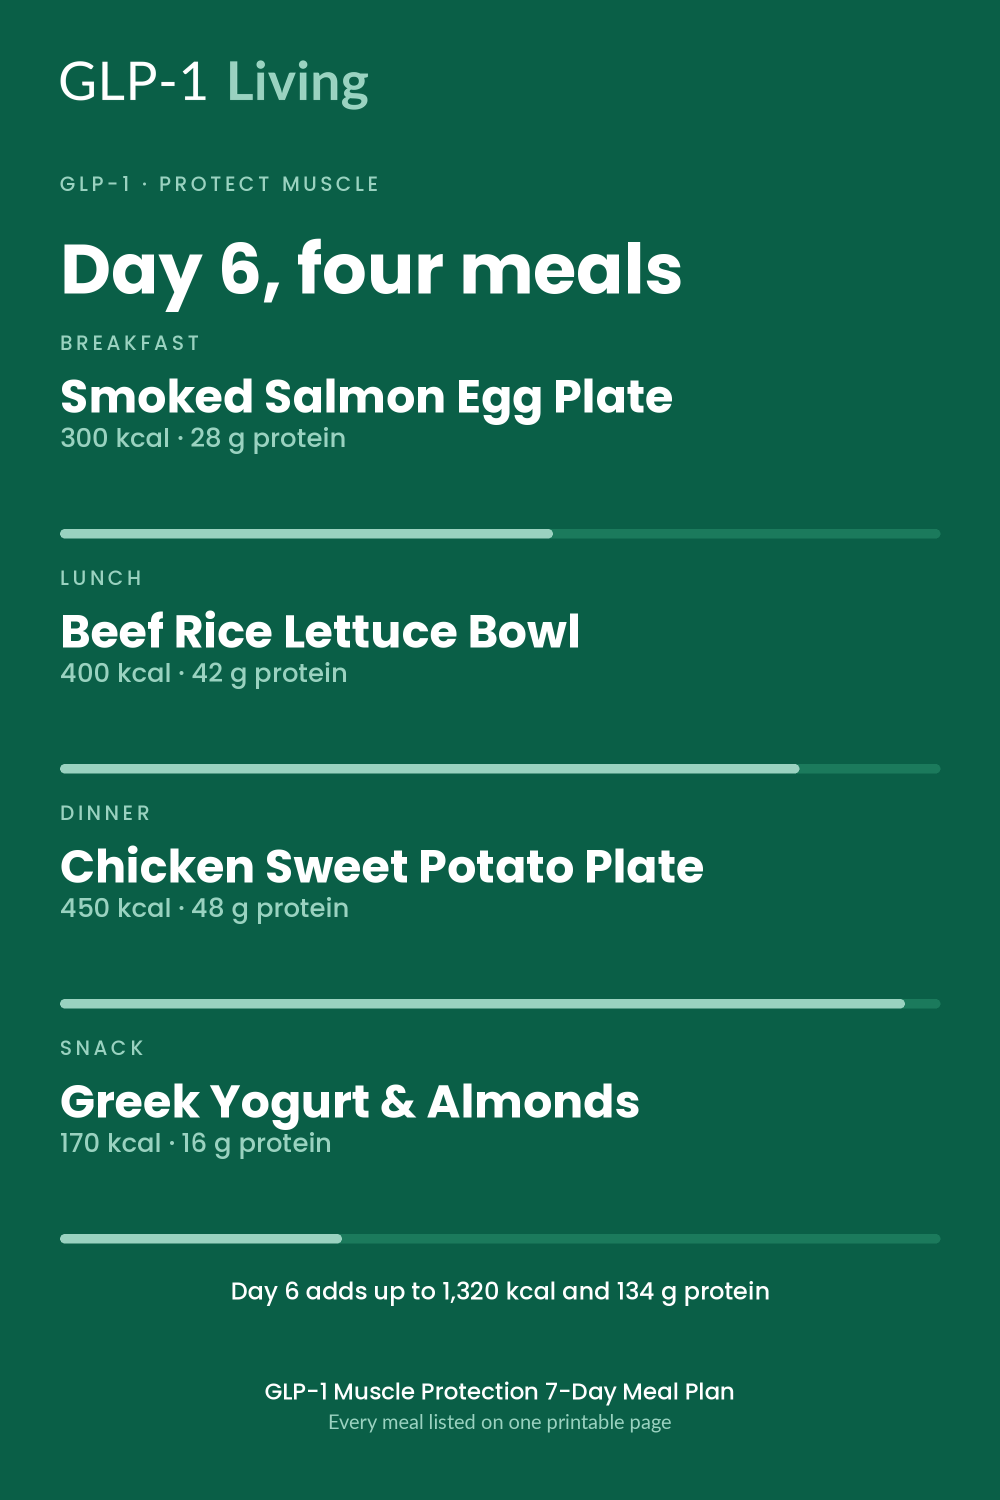 GLP-1 Living
GLP-1 · PROTECT MUSCLE
Day 6, four meals
BREAKFAST
Smoked Salmon Egg Plate
300 kcal · 28 g protein
LUNCH
Beef Rice Lettuce Bowl
400 kcal · 42 g protein
DINNER
Chicken Sweet Potato Plate
450 kcal · 48 g protein
SNACK
Greek Yogurt & Almonds
170 kcal · 16 g protein
Day 6 adds up to 1,320 kcal and 134 g protein
GLP-1 Muscle Protection 7-Day Meal Plan
Every meal listed on one printable page